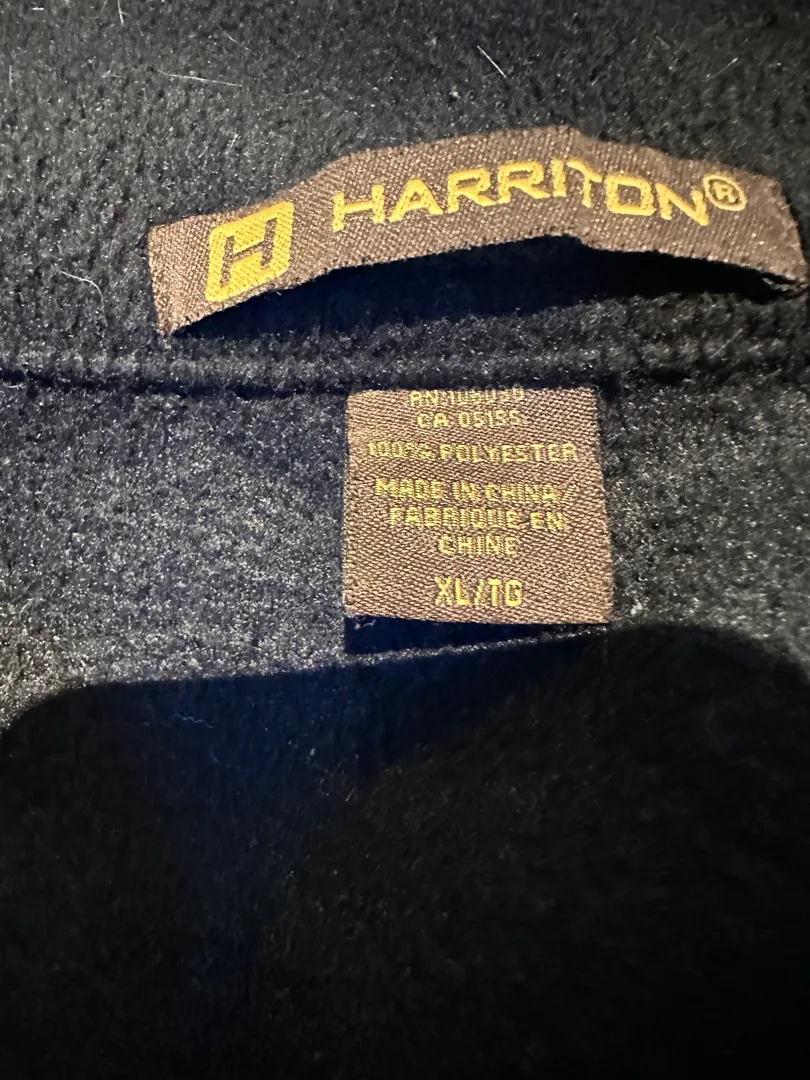 H HARRITON®
CA 05155
100% POLYESTER
MADE IN CHINA/
FABRIQUE EN
CHINE
XL/TG